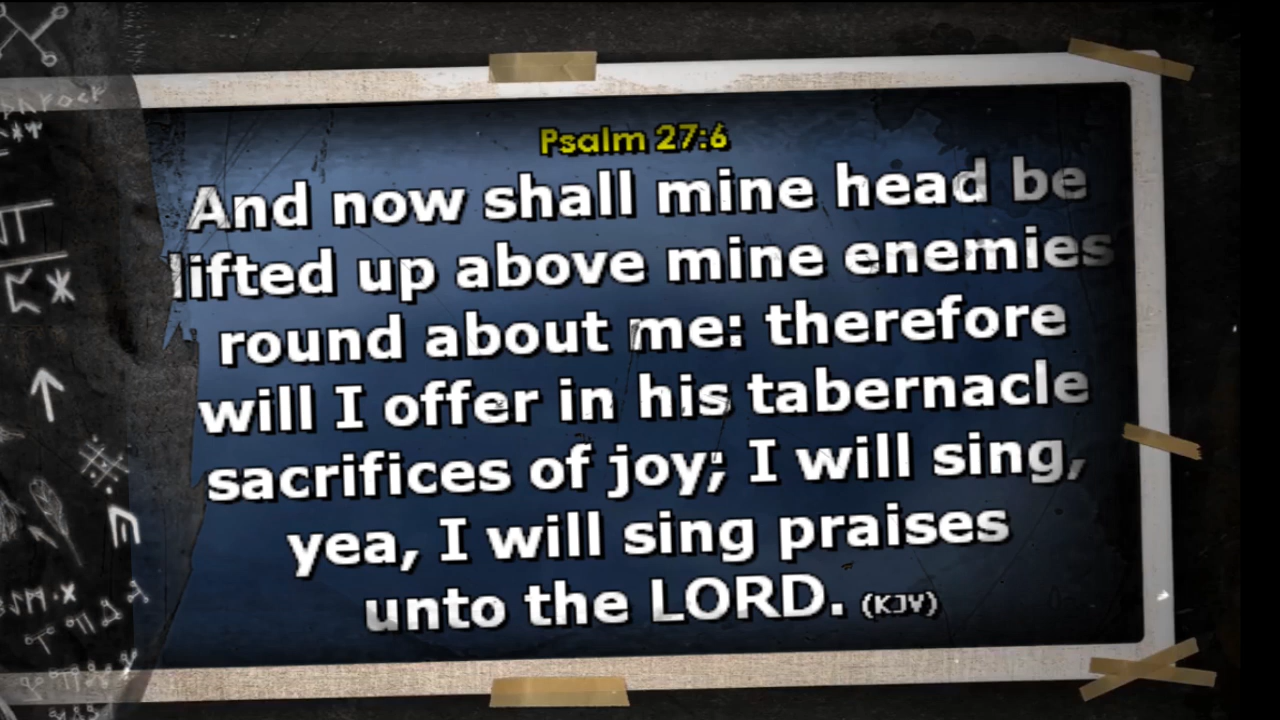 Psalm 27:6
And now shall mine head be
lifted up above mine enemies
round about me: therefore
will I offer in his tabernacle
sacrifices of joy; I will sing,
yea, I will sing praises
unto the LORD. (KJV)